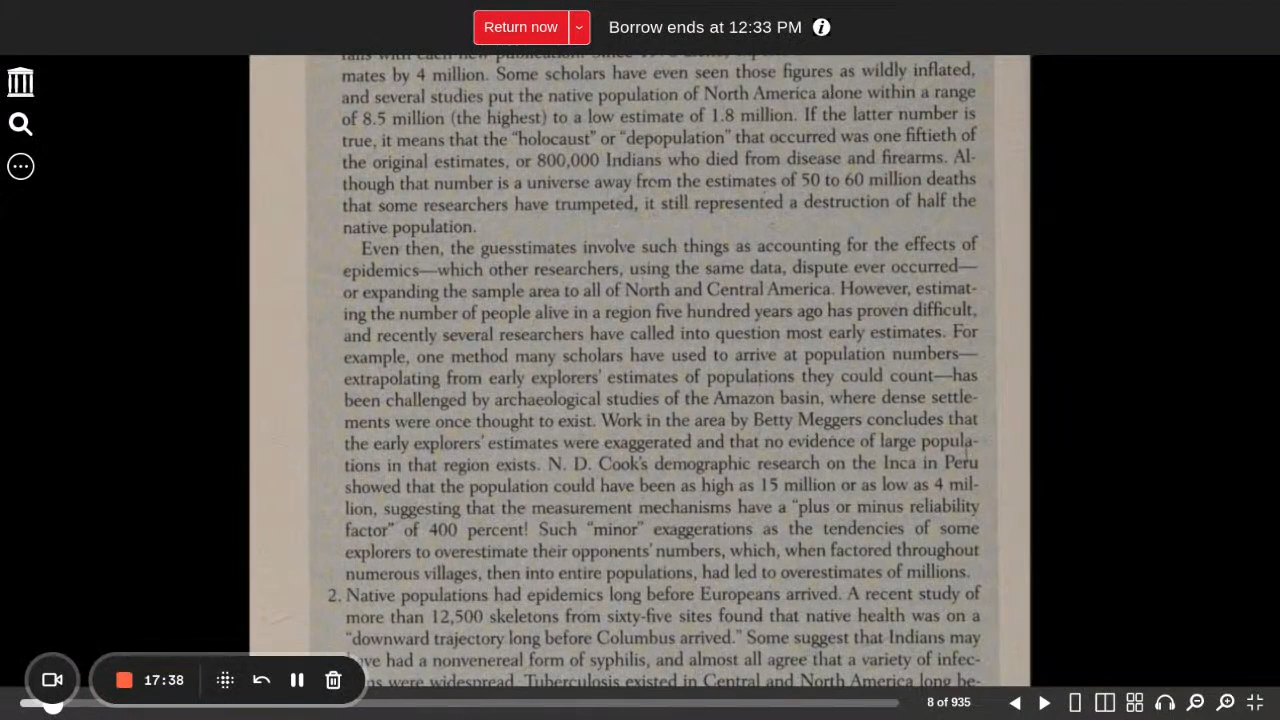 Return now
Borrow ends at 12:33 PM
mates by 4 million. Some scholars have even seen those figures as wildly inflated,
and several studies put the native population of North America alone within a range
of 8.5 million (the highest) to a low estimate of 1.8 million. If the latter number is
true, it means that the “holocaust” or “depopulation” that occurred was one fiftieth of
the original estimates, or 800,000 Indians who died from disease and firearms. Al-
though that number is a universe away from the estimates of 50 to 60 million deaths
that some researchers have trumpeted, it still represented a destruction of half the
native population.
Even then, the guesstimates involve such things as accounting for the effects of
epidemics—which other researchers, using the same data, dispute ever occurred—
or expanding the sample area to all of North and Central America. However, estimat-
ing the number of people alive in a region five hundred years ago has proven difficult,
and recently several researchers have called into question most early estimates. For
example, one method many scholars have used to arrive at population numbers—
extrapolating from early explorers’ estimates of populations they could count—has
been challenged by archaeological studies of the Amazon basin, where dense settle-
ments were once thought to exist. Work in the area by Betty Meggers concludes that
the early explorers’ estimates were exaggerated and that no evidence of large popula-
tions in that region exists. N. D. Cook’s demographic research on the Inca in Peru
showed that the population could have been as high as 15 million or as low as 4 mil-
lion, suggesting that the measurement mechanisms have a “plus or minus reliability
factor” of 400 percent! Such “minor” exaggerations as the tendencies of some
explorers to overestimate their opponents’ numbers, which, when factored throughout
numerous villages, then into entire populations, had led to overestimates of millions.
2. Native populations had epidemics long before Europeans arrived. A recent study of
more than 12,500 skeletons from sixty-five sites found that native health was on a
“downward trajectory long before Columbus arrived.” Some suggest that Indians may
have had a nonvenereal form of syphilis, and almost all agree that a variety of infec-
were widespread. Tuberculosis existed in Central and North America long be-
17:38
8 of 935